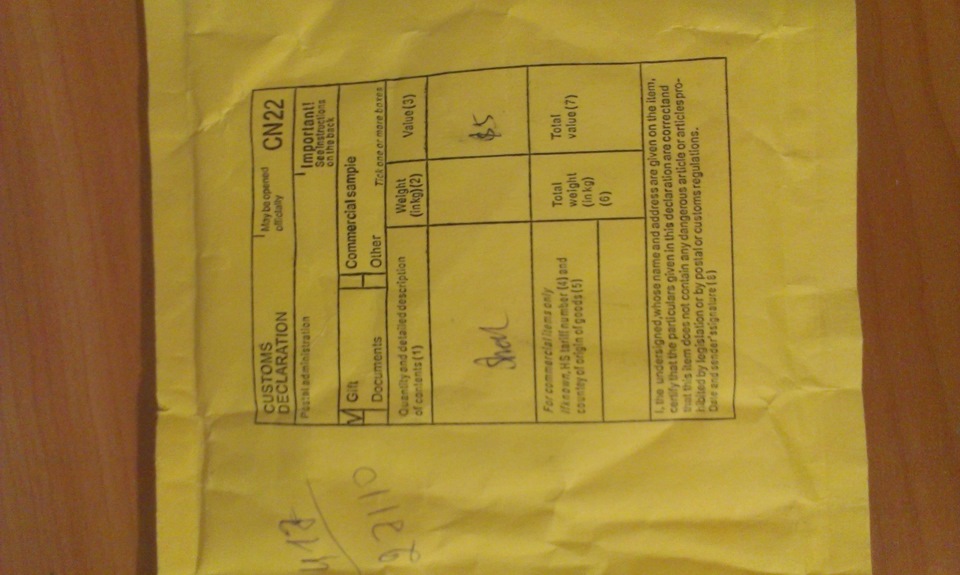 CUSTOMS
DECLARATION
May be opened
officially
CN22
Postal administration
Important!
See instructions
on the back
Gift
Commercial sample
Documents
Other
Tick one or more boxes
Quantity and detailed description
of contents (1)
Weight
(in kg) (2)
Value (3)
$5
For commercial items only
If known, HS tariff number (4) and
country of origin of goods (5)
Total
weight
(in kg)
(6)
Total
value (7)
I, the undersigned, whose name and address are given on the item,
certify that the particulars given in this declaration are correct and
that this item does not contain any dangerous article or articles pro-
hibited by legislation or by postal or customs regulations.
Date and sender's signature (8)
417
22110